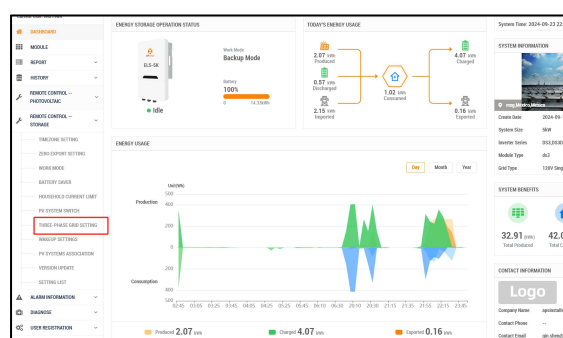 DASHBOARD
MODULE
REPORT
HISTORY
REMOTE CONTROL --
PHOTOVOLTAIC
REMOTE CONTROL --
STORAGE
TIMEZONE SETTING
ZERO EXPORT SETTING
WORK MODE
BATTERY SAVER
HOUSEHOLD CURRENT LIMIT
PV SYSTEM SWITCH
THREE-PHASE GRID SETTING
WAKEUP SETTINGS
PV SYSTEMS ASSOCIATION
VERSION UPDATE
SETTING LIST
ALARM INFORMATION
DIAGNOSE
USER REGISTRATION
ENERGY STORAGE OPERATION STATUS
ELS-5K
Idle
Work Mode
Backup Mode
Battery
100%
0 14.33kWh
TODAY'S ENERGY USAGE
2.07 kWh
Produced
0.57 kWh
Discharged
2.15 kWh
Imported
1.02 kWh
Consumed
4.07 kWh
Charged
0.16 kWh
Exported
ENERGY USAGE
Day Month Year
Unit(Wh)
Production
500
400
200
0
200
400
500
Consumption
02:45 03:05 03:25 03:45 04:05 04:25 05:25 05:45 06:10 06:30 20:10 20:30 21:15 21:35 21:55 22:15 23:45
Produced 2.07 kWh Charged 4.07 kWh Exported 0.16 kWh
System Time: 2024-09-23 22
SYSTEM INFORMATION
Create Date 2024-09-
System Size 5kW
Inverter Series DS3,DS3D
Module Type ds3
Grid Type 120V Sing
SYSTEM BENEFITS
32.91 (kWh)
Total Produced
42.0
Total C
CONTACT INFORMATION
Logo
Company Name
Contact Phone --
Contact Email